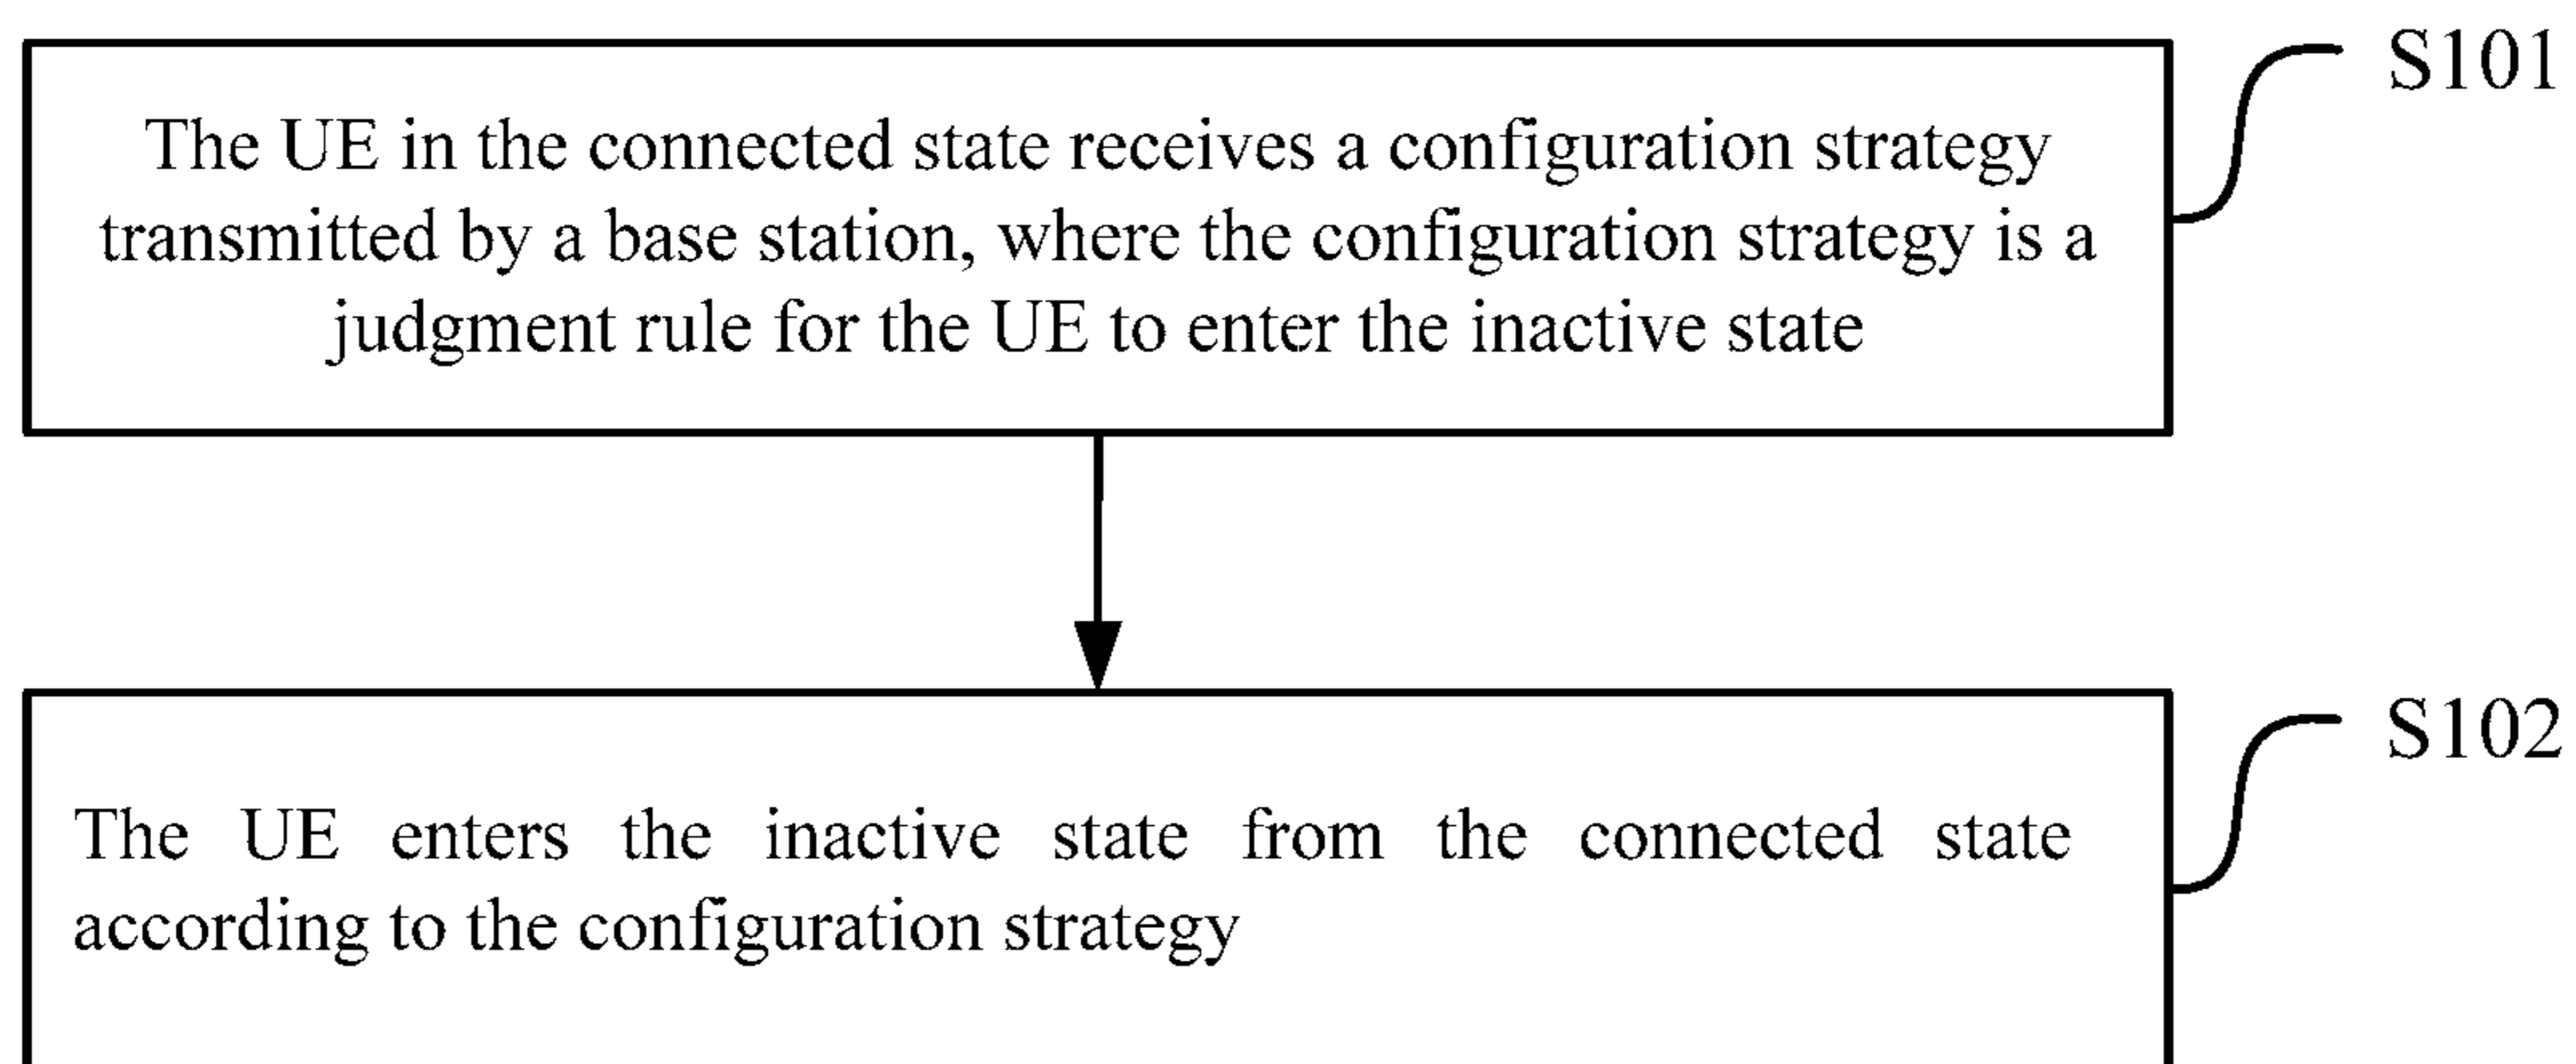 S101
The UE in the connected state receives a configuration strategy
transmitted by a base station, where the configuration strategy is a
judgment rule for the UE to enter the inactive state
S102
The UE enters the inactive state from the connected state
according to the configuration strategy